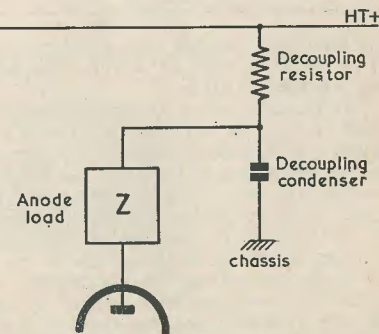 HT+
Decoupling
resistor
Decoupling
condenser
Anode
load
Z
chassis